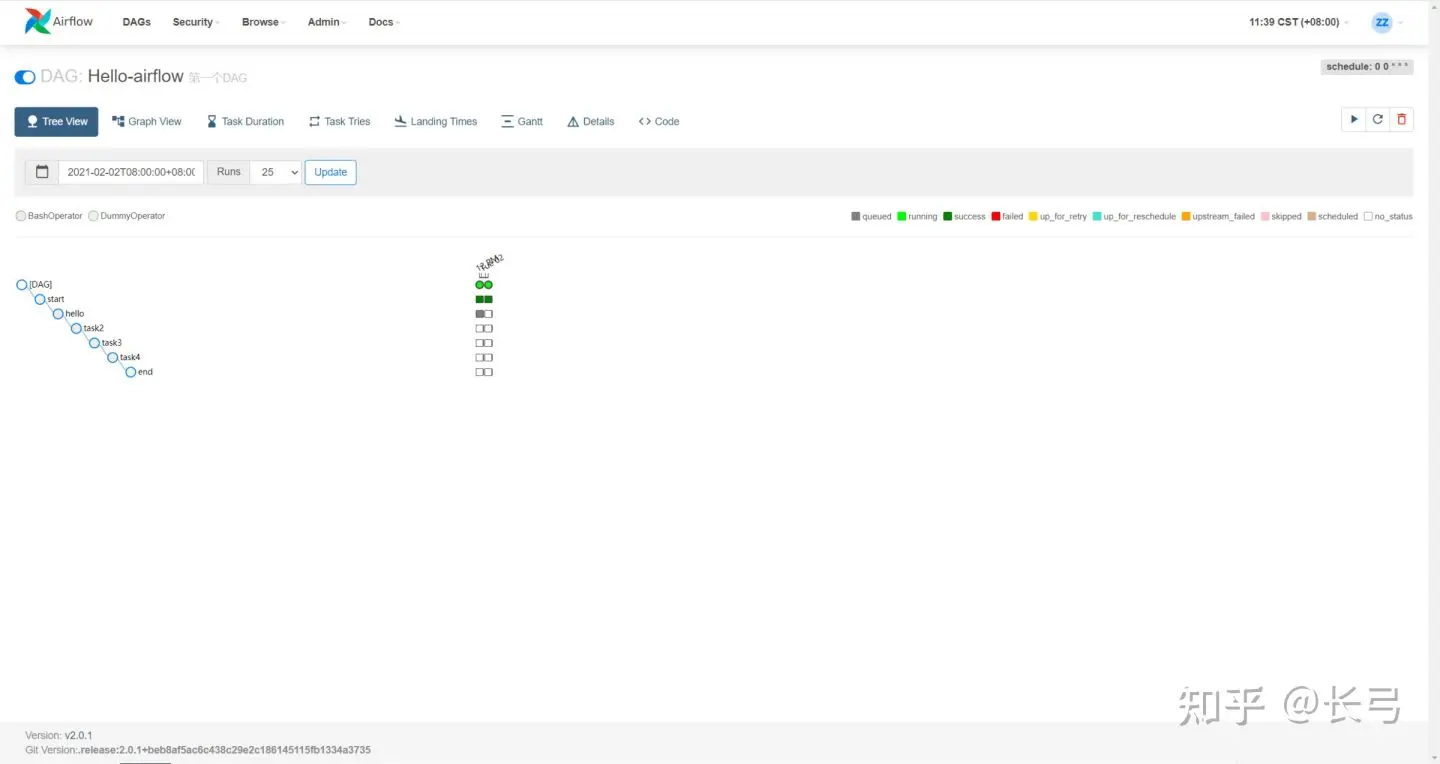 Airflow DAGs Security Browse Admin Docs 11:39 CST (+08:00) ZZ
DAG: Hello-airflow 第一个DAG schedule: 0 0 * * *
Tree View Graph View Task Duration Task Tries Landing Times Gantt Details <> Code
2021-02-02T08:00:00+08:00 Runs 25 Update
BashOperator DummyOperator queued running success failed up_for_retry up_for_reschedule upstream_failed skipped scheduled no_status
[DAG]
start
hello
task2
task3
task4
end
知乎 @长弓
Version: v2.0.1
Git Version:.release:2.0.1+beb8af5ac6c438c29e2c186145115fb1334a3735